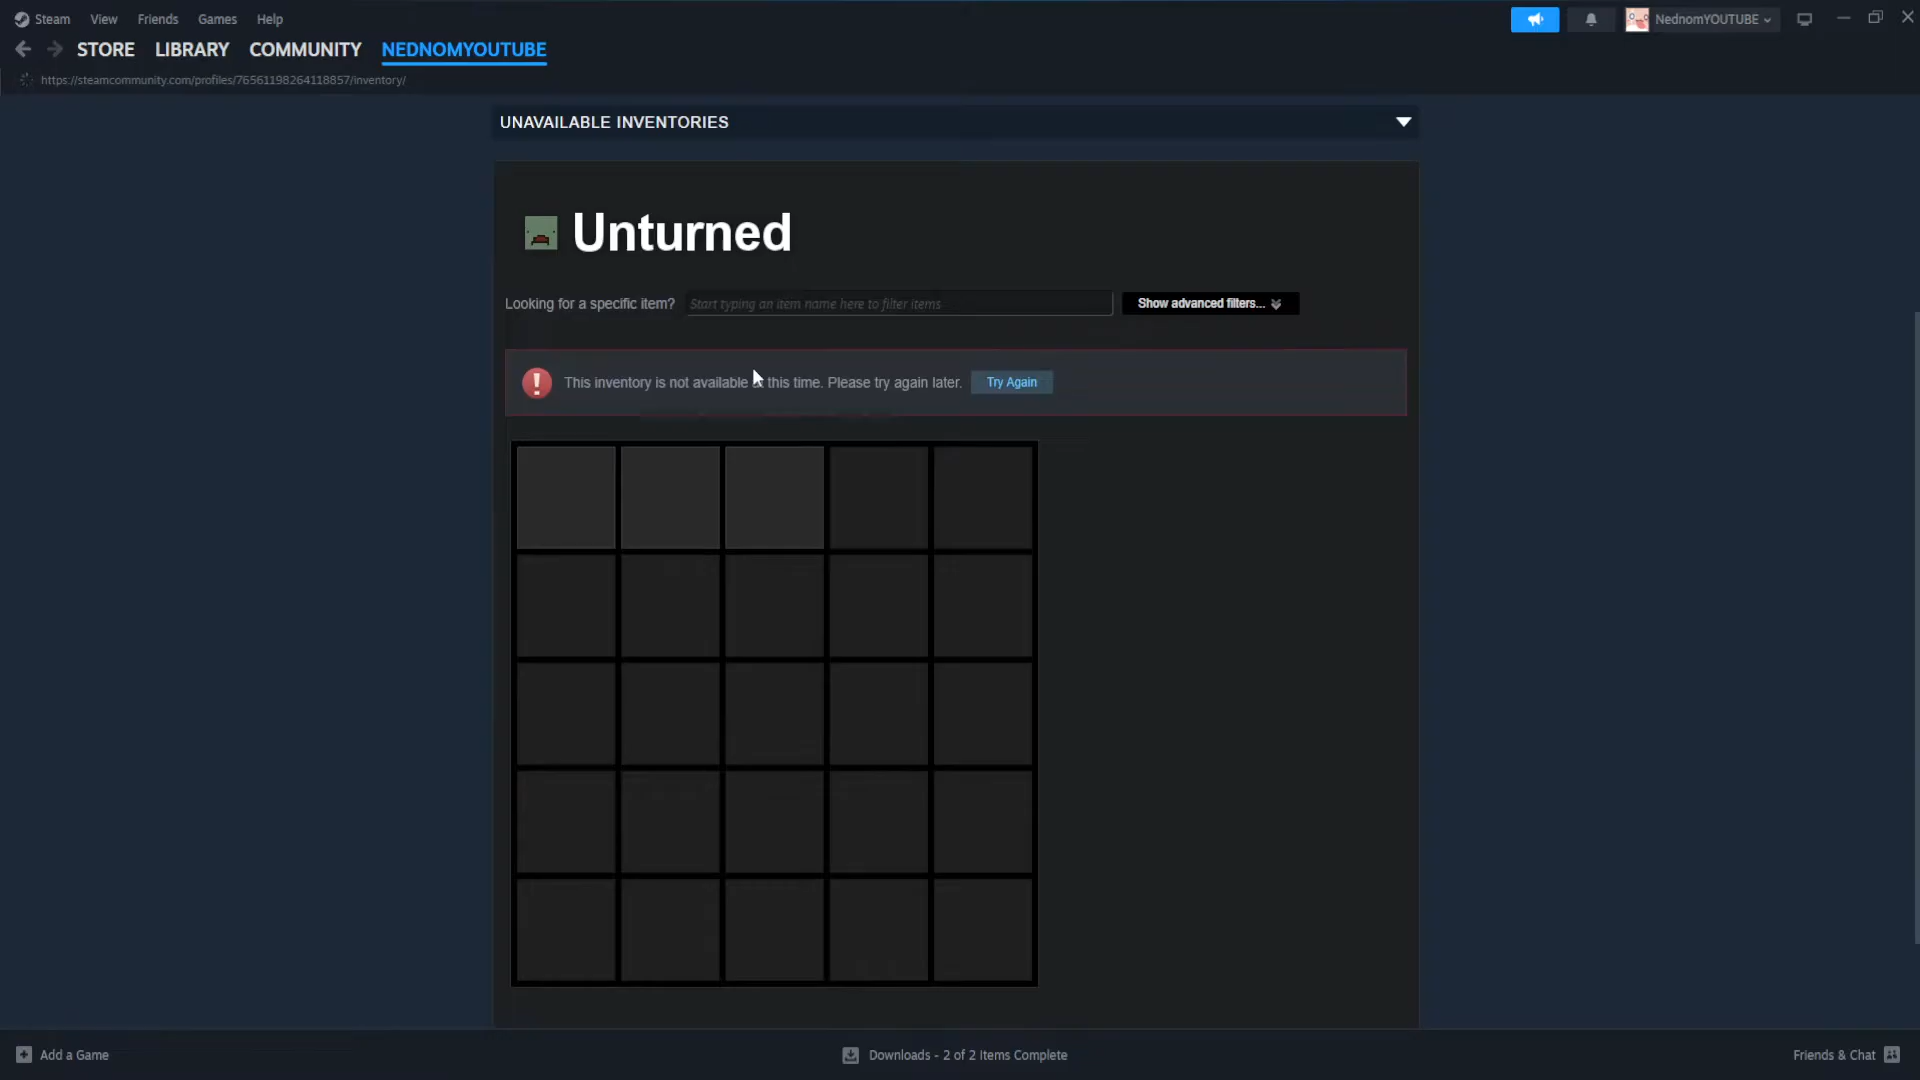 Steam View Friends Games Help NednomYOUTUBE
STORE LIBRARY COMMUNITY NEDNOMYOUTUBE
https://steamcommunity.com/profiles/76561198264118857/inventory/
UNAVAILABLE INVENTORIES
Unturned
Looking for a specific item? Start typing an item name here to filter items Show advanced filters...
This inventory is not available at this time. Please try again later. Try Again
Add a Game Downloads - 2 of 2 Items Complete Friends & Chat